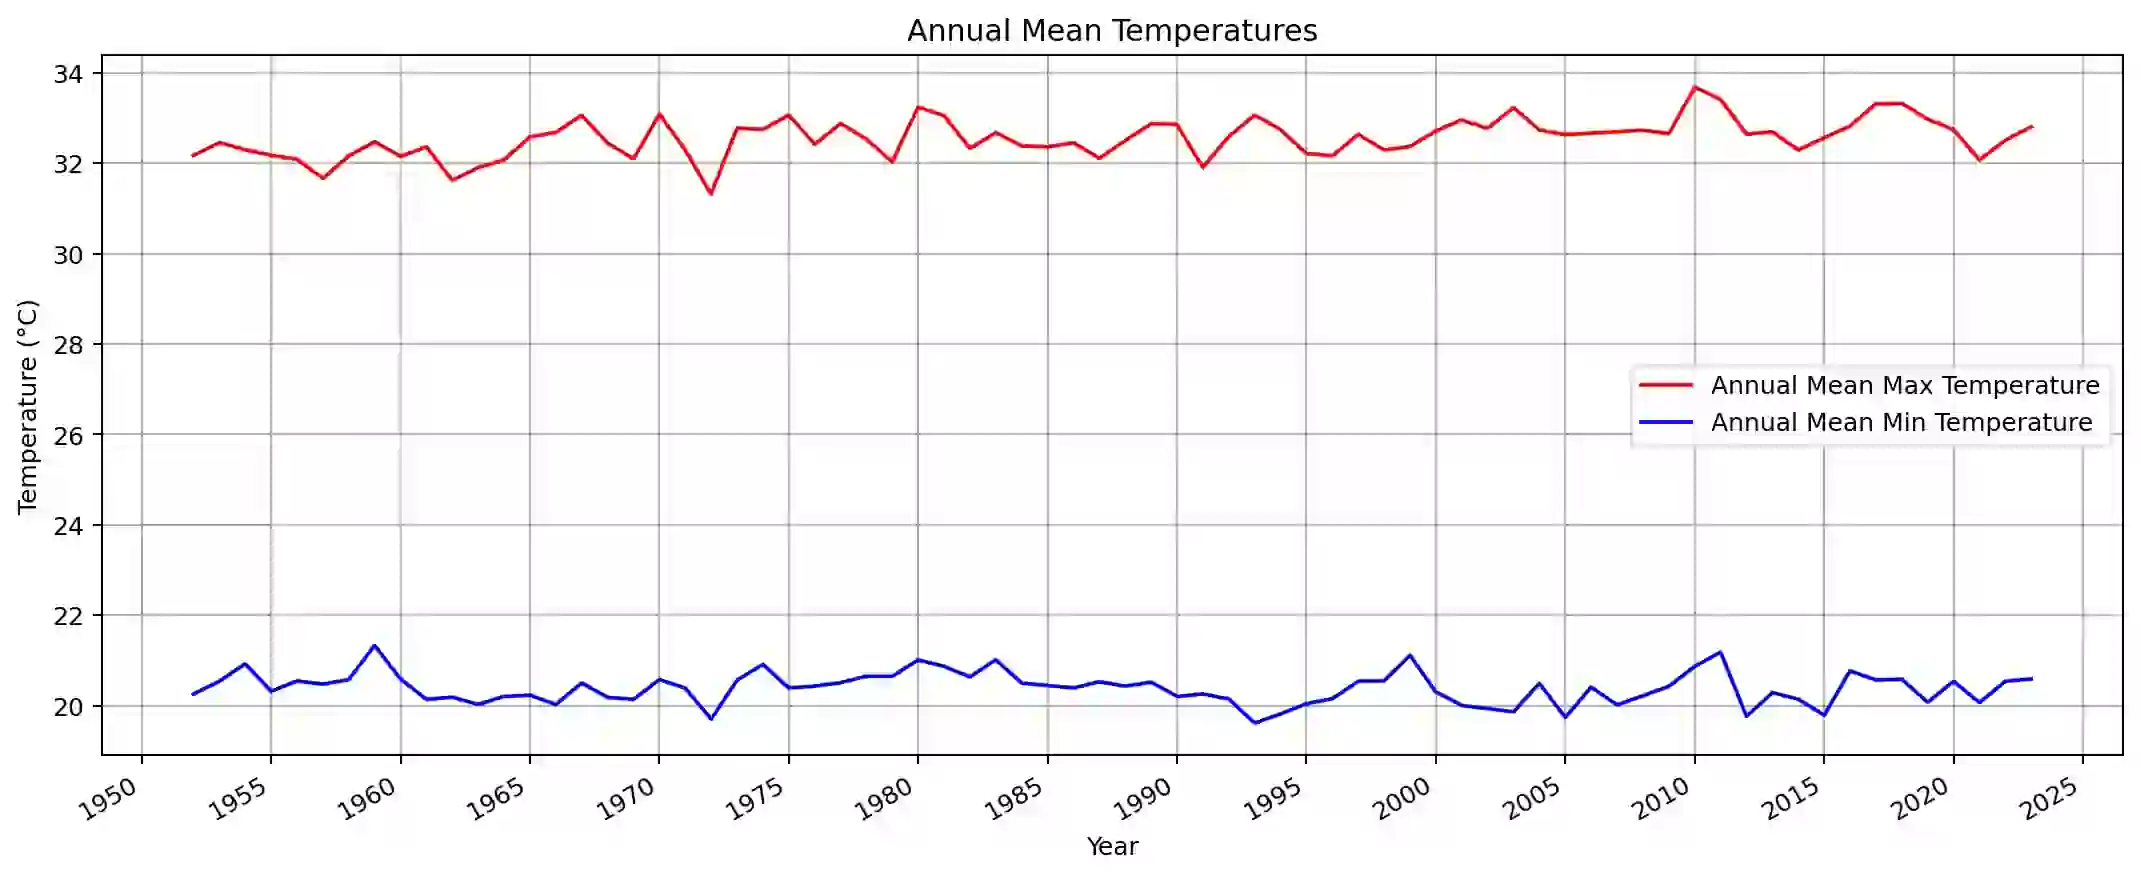 Annual Mean Temperatures
34
32
30
28
26
24
22
20
Temperature (°C)
Annual Mean Max Temperature
Annual Mean Min Temperature
1950 1955 1960 1965 1970 1975 1980 1985 1990 1995 2000 2005 2010 2015 2020 2025
Year